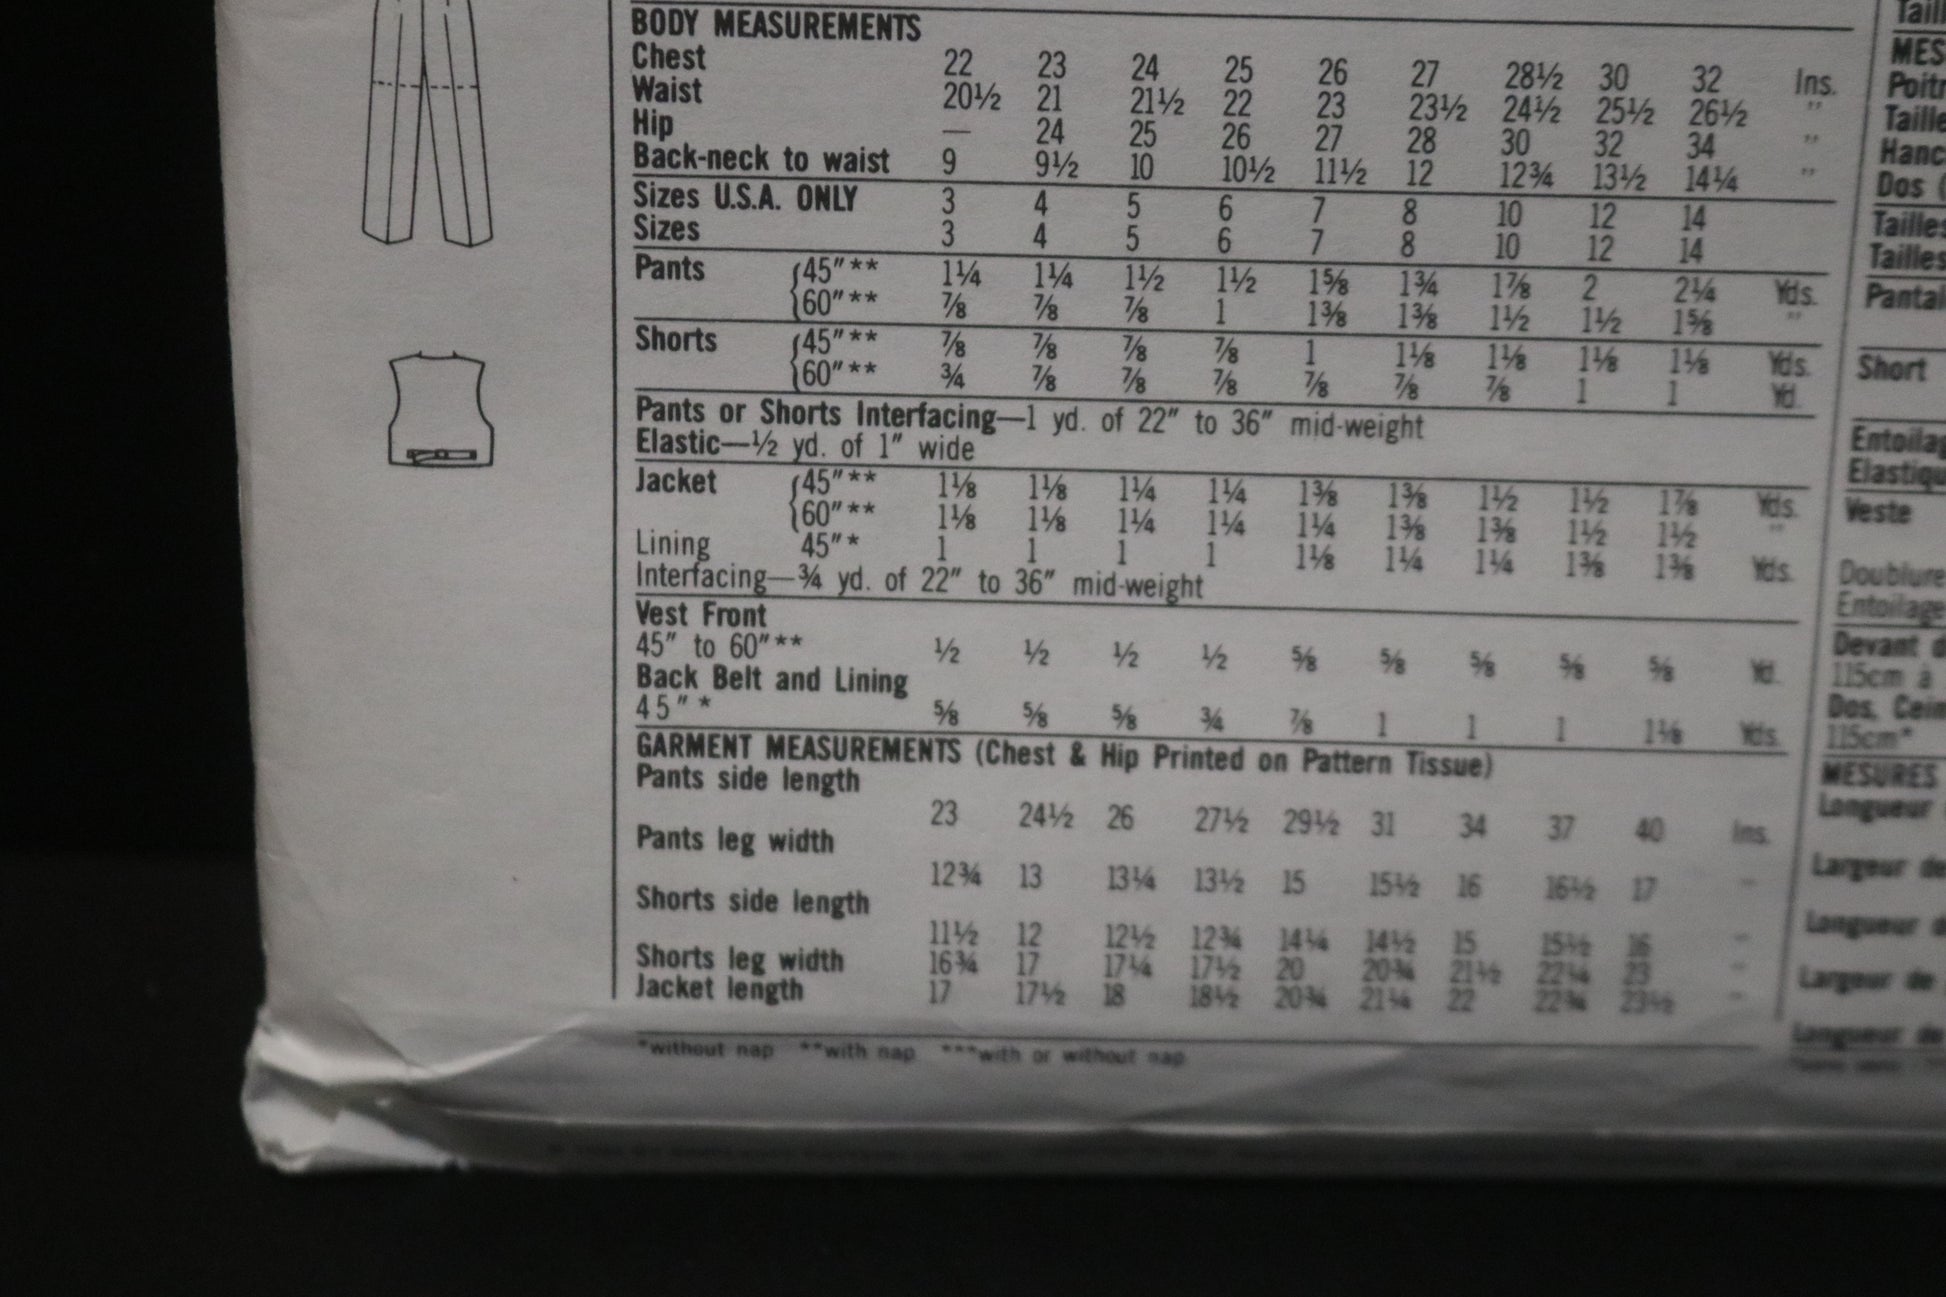 BODY MEASUREMENTS
Chest 22 23 24 25 26 27 28½ 30 32 Ins.
Waist 20½ 21 21½ 22 23 23½ 24½ 25½ 26½ "
Hip — 24 25 26 27 28 30 32 34 "
Back-neck to waist 9 9½ 10 10½ 11½ 12 12¾ 13½ 14¼ "
Sizes U.S.A. ONLY 3 4 5 6 7 8 10 12 14
Sizes 3 4 5 6 7 8 10 12 14
Pants {45"** 1¼ 1¼ 1½ 1½ 1⅝ 1¾ 1⅞ 2 2¼ Yds.
{60"** ⅞ ⅞ ⅞ 1 1⅜ 1⅜ 1½ 1½ 1⅝ "
Shorts {45"** ⅞ ⅞ ⅞ ⅞ 1 1⅛ 1⅛ 1⅛ 1⅛ Yds.
{60"** ¾ ⅞ ⅞ ⅞ ⅞ ⅞ ⅞ 1 1 Yd.
Pants or Shorts Interfacing—1 yd. of 22" to 36" mid-weight
Elastic—½ yd. of 1" wide
Jacket {45"** 1⅛ 1⅛ 1¼ 1¼ 1⅜ 1⅜ 1½ 1½ 1⅞ Yds.
{60"** 1⅛ 1⅛ 1¼ 1¼ 1¼ 1⅜ 1⅜ 1½ 1½ "
Lining 45"* 1 1 1 1 1⅛ 1¼ 1¼ 1⅜ 1⅜ Yds.
Interfacing—¾ yd. of 22" to 36" mid-weight
Vest Front
45" to 60"** ½ ½ ½ ½ ⅝ ⅝ ⅝ ⅝ ⅝ Yd.
Back Belt and Lining
45"* ⅝ ⅝ ⅝ ¾ ⅞ 1 1 1 1⅛ Yds.
GARMENT MEASUREMENTS (Chest & Hip Printed on Pattern Tissue)
Pants side length
23 24½ 26 27½ 29½ 31 34 37 40 Ins.
Pants leg width
12¾ 13 13¼ 13½ 15 15½ 16 16½ 17 "
Shorts side length
11½ 12 12½ 12¾ 14¼ 14½ 15 15½ 16 "
Shorts leg width 16¾ 17 17¼ 17½ 20 20¾ 21½ 22¼ 23 "
Jacket length 17 17½ 18 18½ 20¾ 21¼ 22 22¾ 23½ "
*without nap **with nap ***with or without nap
Taill
MES
Poitr
Taille
Hanc
Dos (
Tailles
Tailles
Pantal
Short
Entoilag
Elastiqu
Veste
Doublure
Entoilage
Devant d
115cm à
Dos, Cein
115cm*
MESURES
Longueur
Largeur de
Longueur d
Largeur de
Longueur de